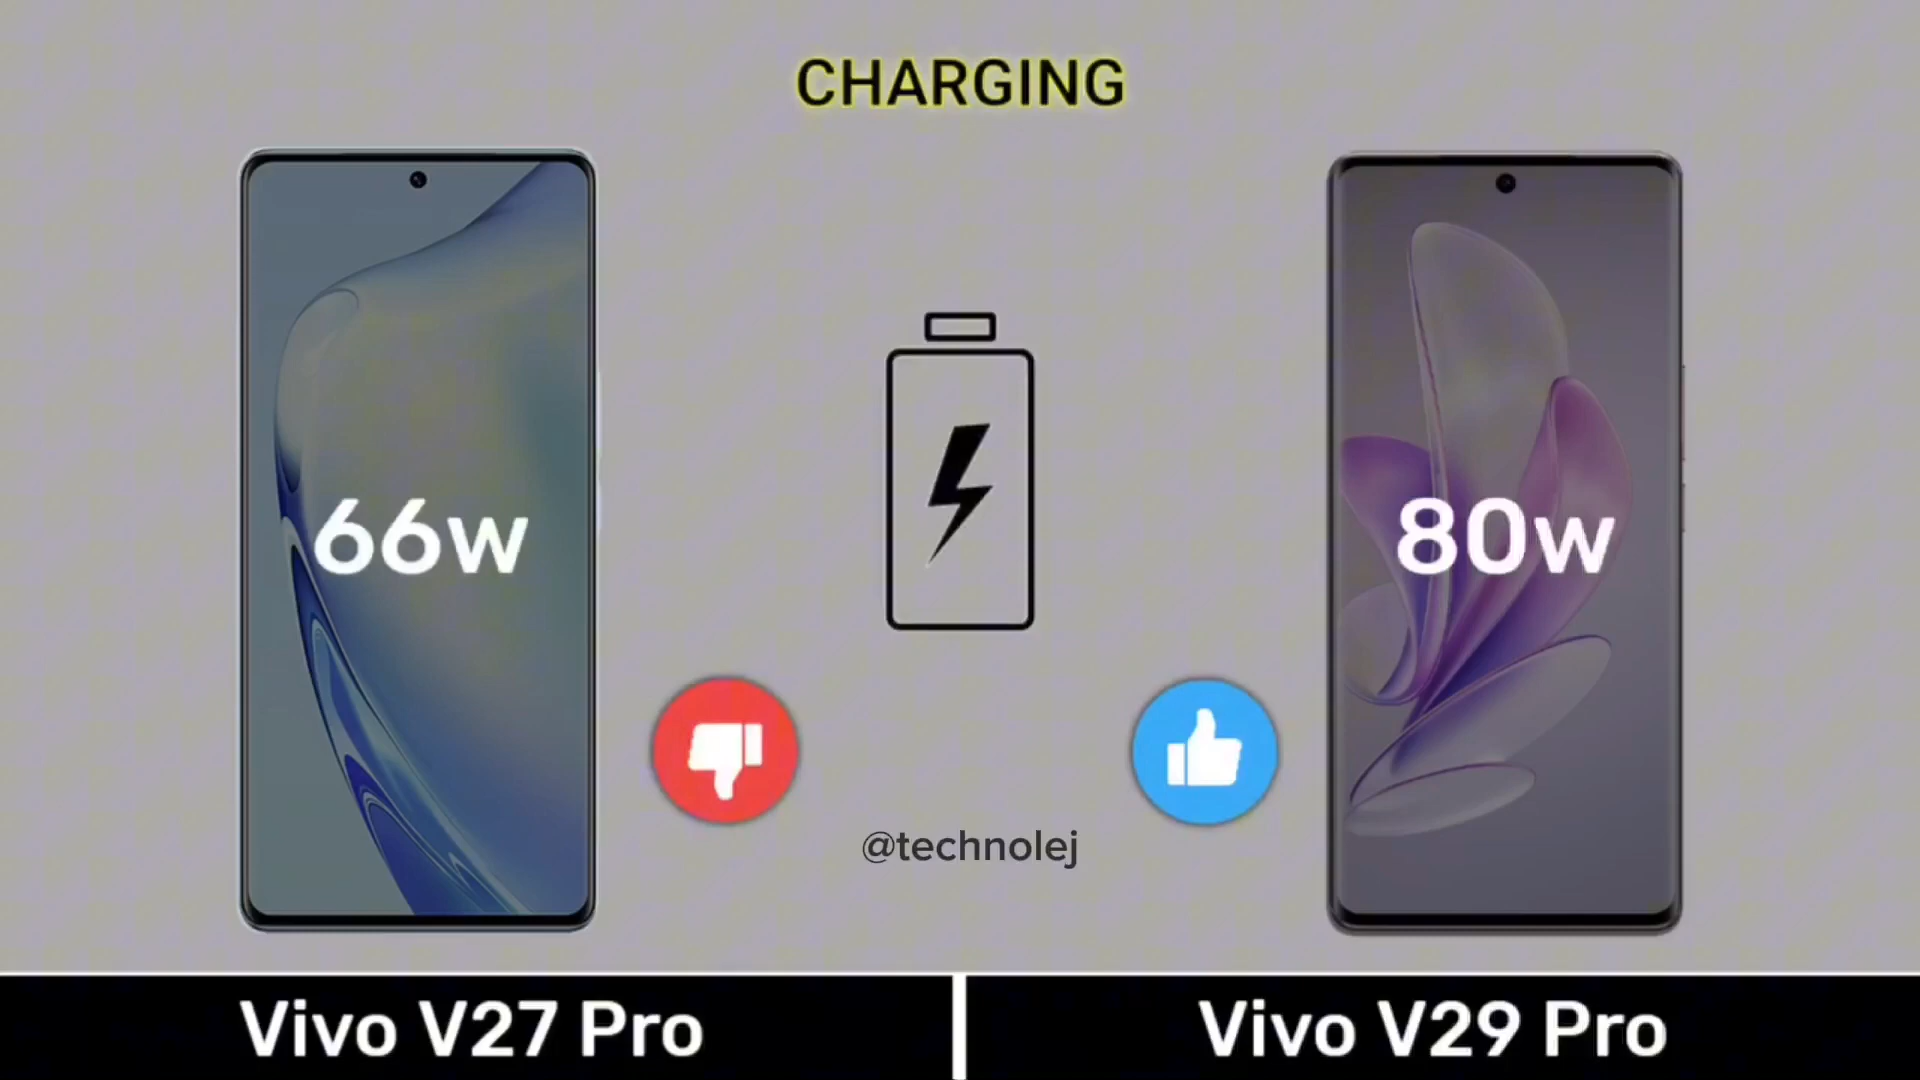 CHARGING
66w
80w
@technolej
Vivo V27 Pro
Vivo V29 Pro